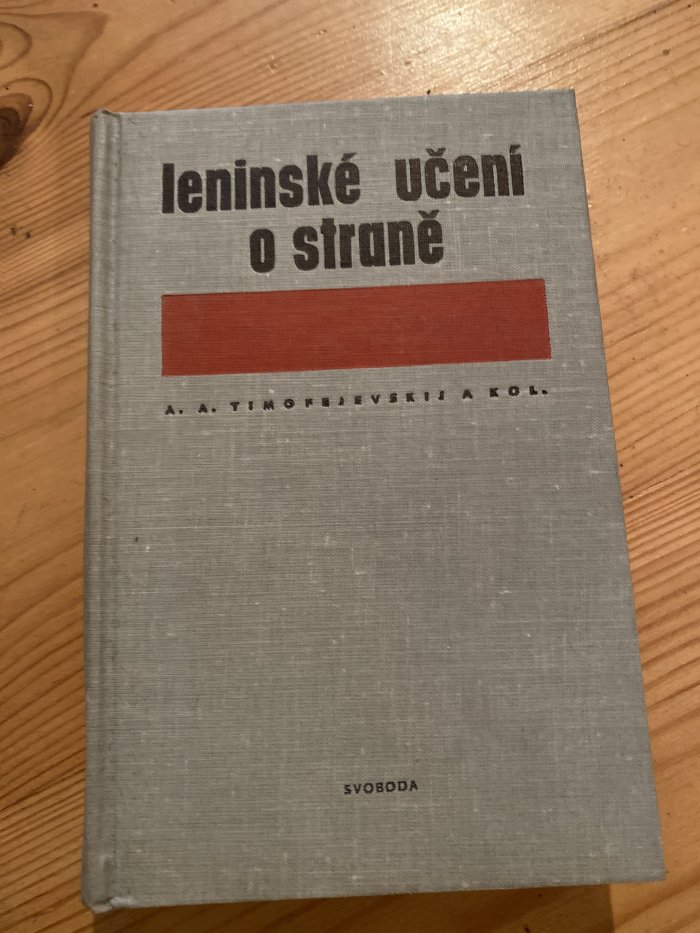 leninské učení
o straně
A. A. TIMOFEJEVSKIJ A KOL.
SVOBODA